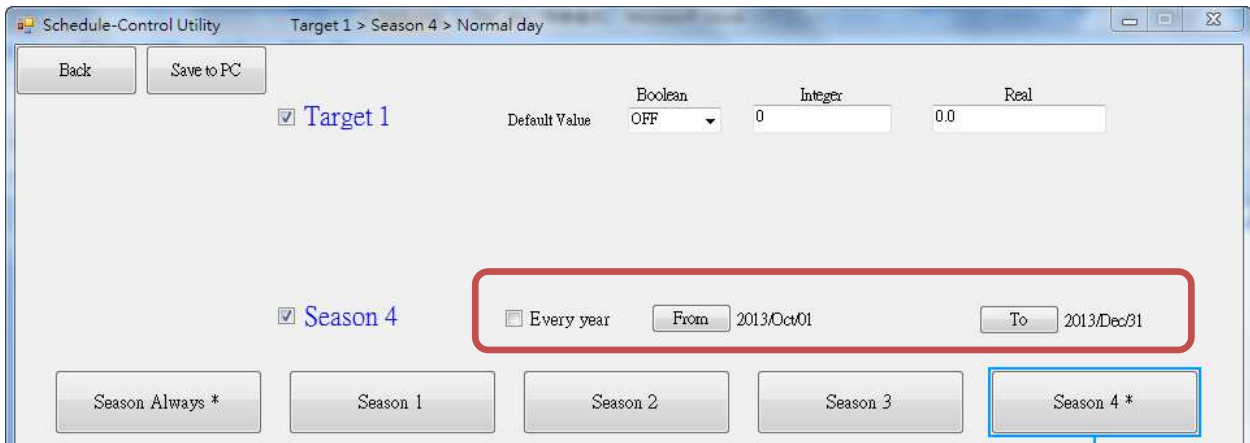 Schedule-Control Utility Target 1 > Season 4 > Normal day
Back Save to PC
Boolean Integer Real
Target 1 Default Value OFF 0 0.0
Season 4 Every year From 2013/Oct/01 To 2013/Dec/31
Season Always * Season 1 Season 2 Season 3 Season 4 *